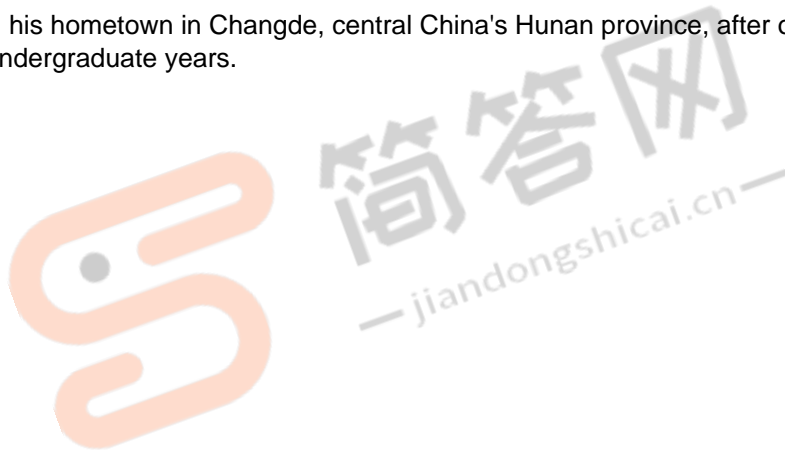 his hometown in Changde, central China's Hunan province, after
ndergraduate years.
简答网
jiandongshicai.cn